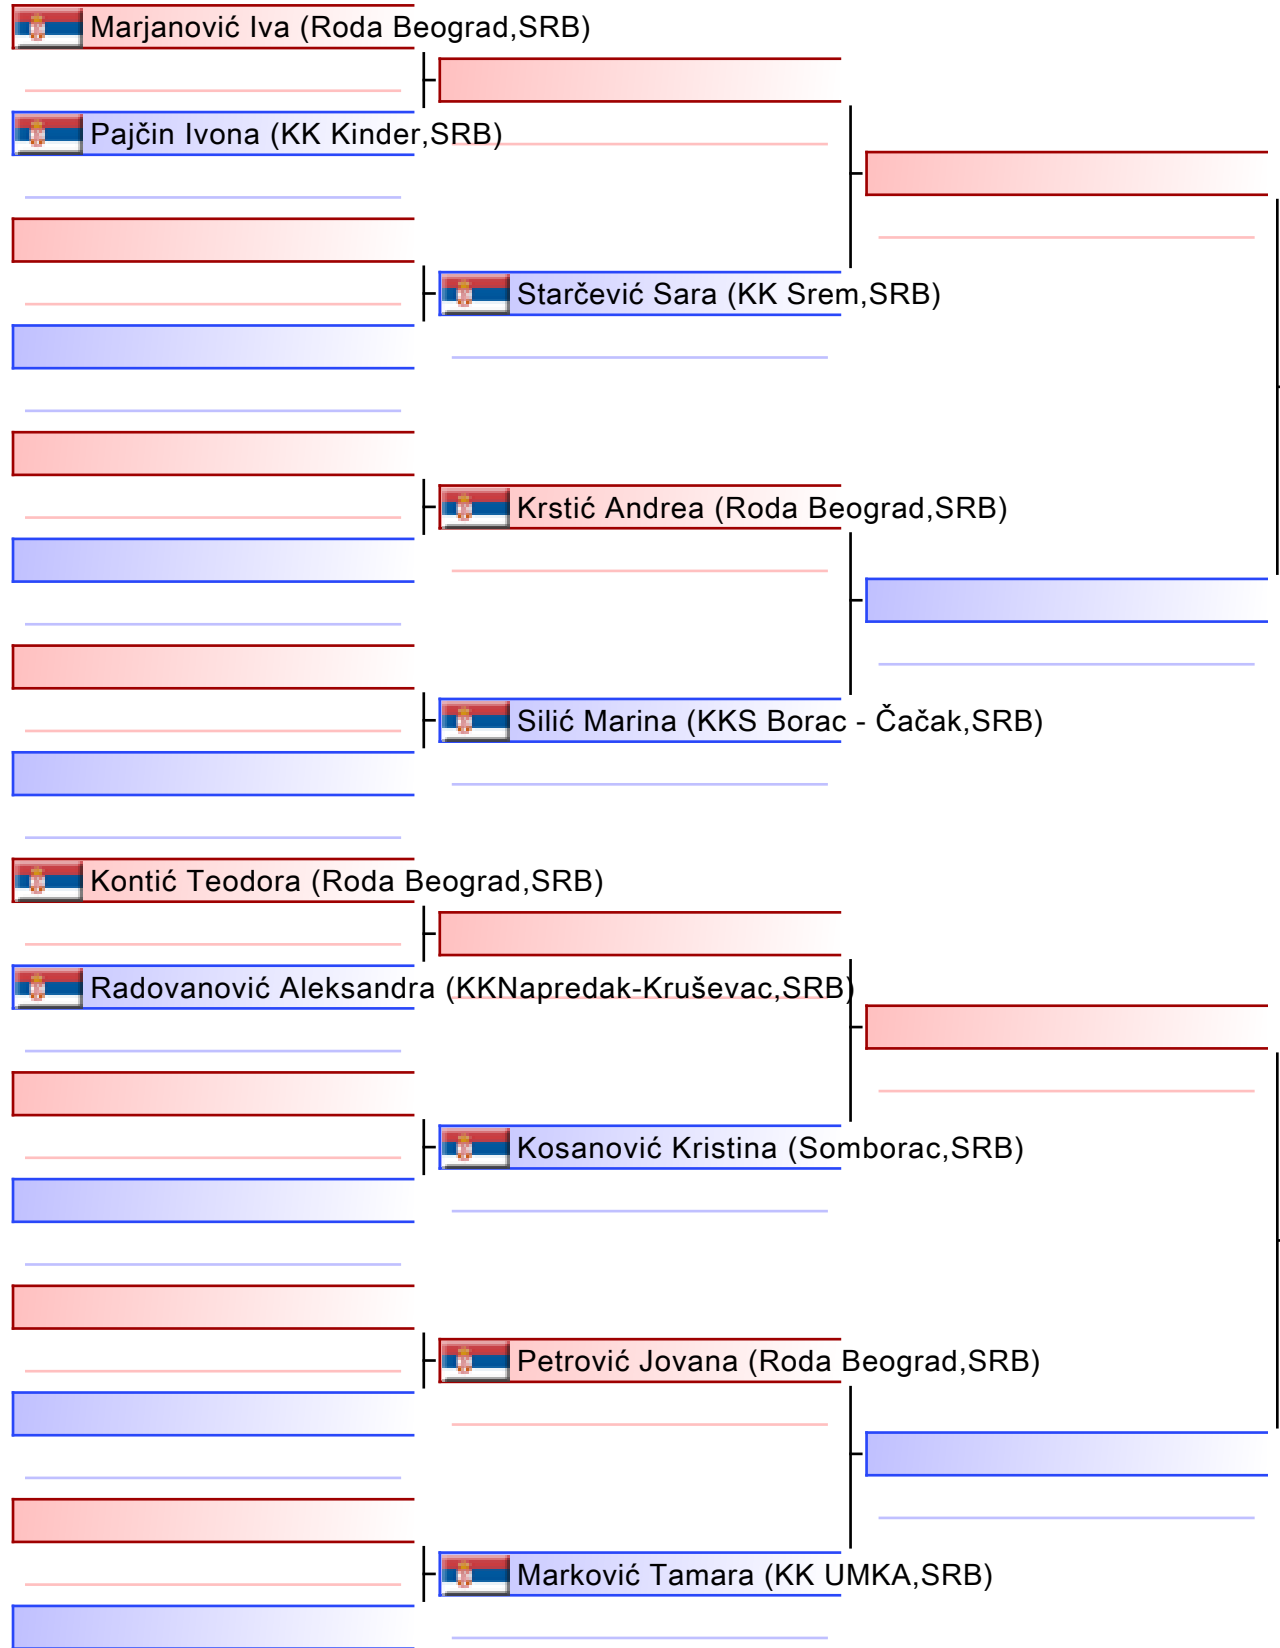 Marjanović Iva (Roda Beograd,SRB)
Pajčin Ivona (KK Kinder,SRB)
Starčević Sara (KK Srem,SRB)
Krstić Andrea (Roda Beograd,SRB)
Silić Marina (KKS Borac - Čačak,SRB)
Kontić Teodora (Roda Beograd,SRB)
Radovanović Aleksandra (KKNapredak-Kruševac,SRB)
Kosanović Kristina (Somborac,SRB)
Petrović Jovana (Roda Beograd,SRB)
Marković Tamara (KK UMKA,SRB)